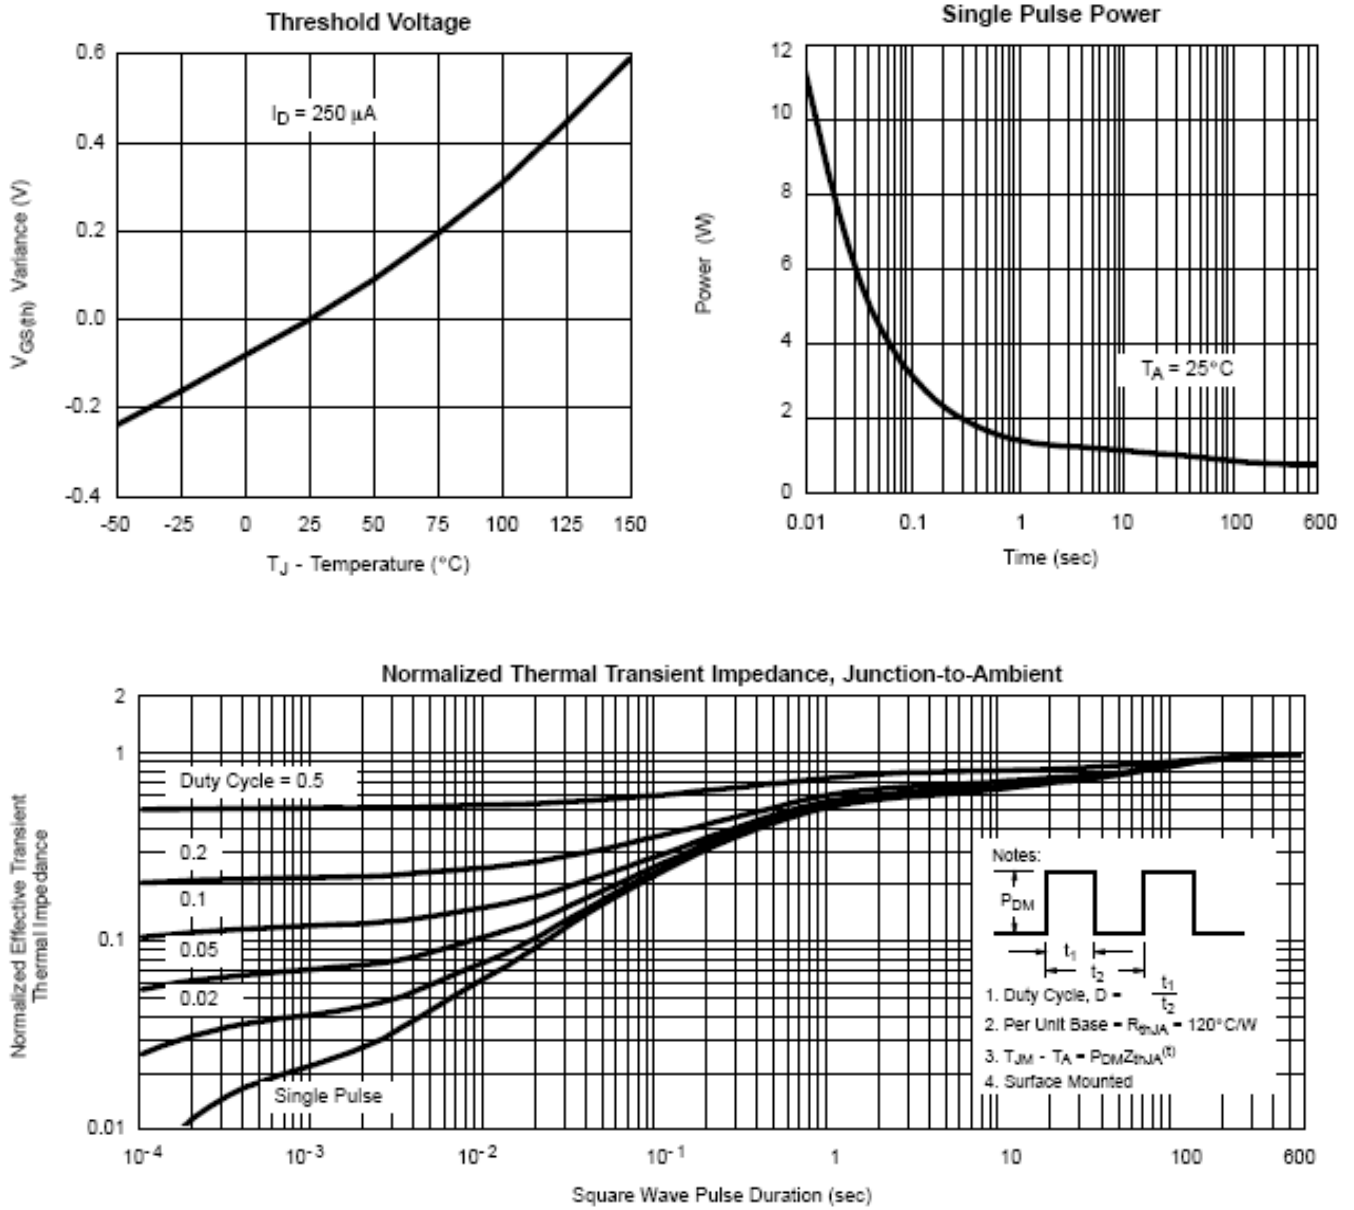 Threshold Voltage
0.6
0.4
0.2
0.0
-0.2
-0.4
I_D = 250 μA
V_GS(th) Variance (V)
-50 -25 0 25 50 75 100 125 150
T_J - Temperature (°C)
Single Pulse Power
12
10
8
6
4
2
0
Power (W)
T_A = 25°C
0.01 0.1 1 10 100 600
Time (sec)
Normalized Thermal Transient Impedance, Junction-to-Ambient
2
1
0.1
0.01
Normalized Effective Transient
Thermal Impedance
Duty Cycle = 0.5
0.2
0.1
0.05
0.02
Single Pulse
Notes:
P_DM
t_1
t_2
1. Duty Cycle, D = t_1/t_2
2. Per Unit Base = R_thJA = 120°C/W
3. T_JM - T_A = P_DM Z_thJA^(t)
4. Surface Mounted
10^-4 10^-3 10^-2 10^-1 1 10 100 600
Square Wave Pulse Duration (sec)